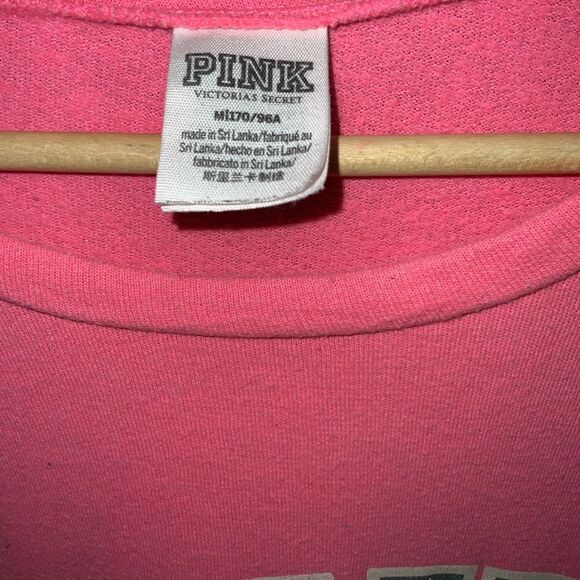 PINK
VICTORIA'S SECRET
M|170/96A
made in Sri Lanka/fabriqué au
Sri Lanka/hecho en Sri Lanka/
fabbricato in Sri Lanka/
斯里兰卡制造